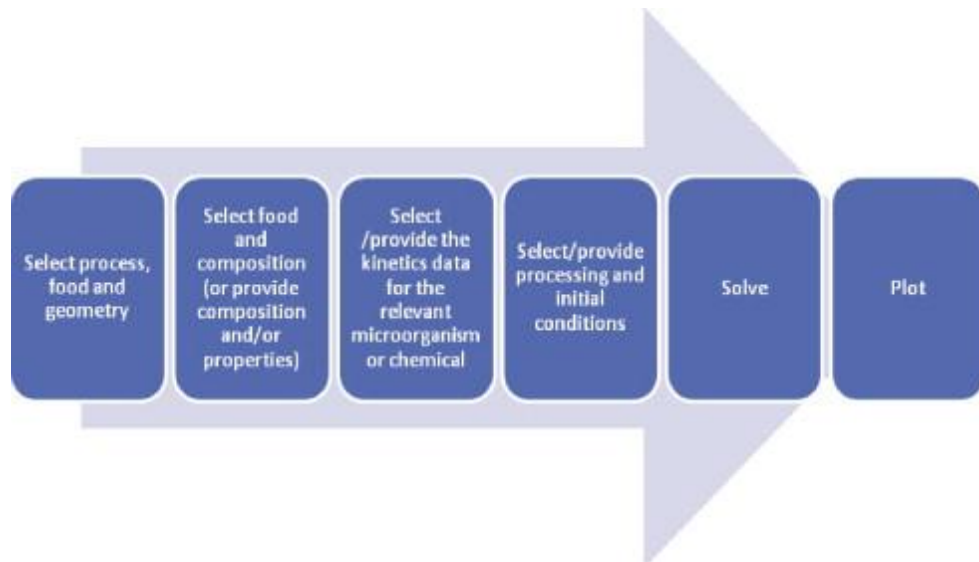 Select process,
food and
geometry
Select food
and
composition
(or provide
composition
and/or
properties)
Select
/provide the
kinetics data
for the
relevant
microorganism
or chemical
Select/provide
processing and
initial
conditions
Solve
Plot